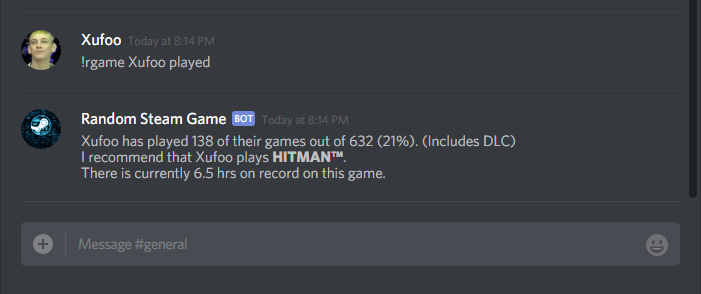 Xufoo Today at 8:14 PM
!rgame Xufoo played
Random Steam Game BOT Today at 8:14 PM
Xufoo has played 138 of their games out of 632 (21%). (Includes DLC)
I recommend that Xufoo plays HITMAN™.
There is currently 6.5 hrs on record on this game.
Message #general